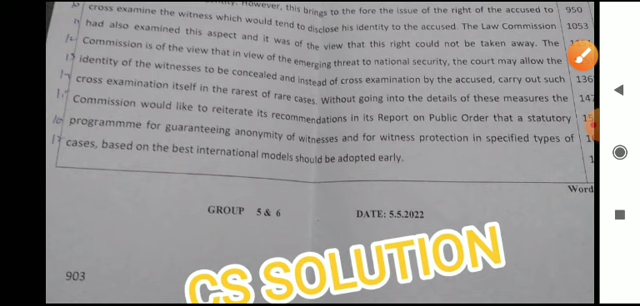 However, this brings to the fore the issue of the right of the accused to 950
cross examine the witness which would tend to disclose his identity to the accused. The Law Commission 1053
had also examined this aspect and it was of the view that this right could not be taken away. The
Commission is of the view that in view of the emerging threat to national security, the court may allow the
identity of the witnesses to be concealed and instead of cross examination by the accused, carry out such 136
cross examination itself in the rarest of rare cases. Without going into the details of these measures the 147
Commission would like to reiterate its recommendations in its Report on Public Order that a statutory 15
programmme for guaranteeing anonymity of witnesses and for witness protection in specified types of 1
cases, based on the best international models should be adopted early. 1
Word
GROUP 5 & 6 DATE: 5.5.2022
CS SOLUTION
903